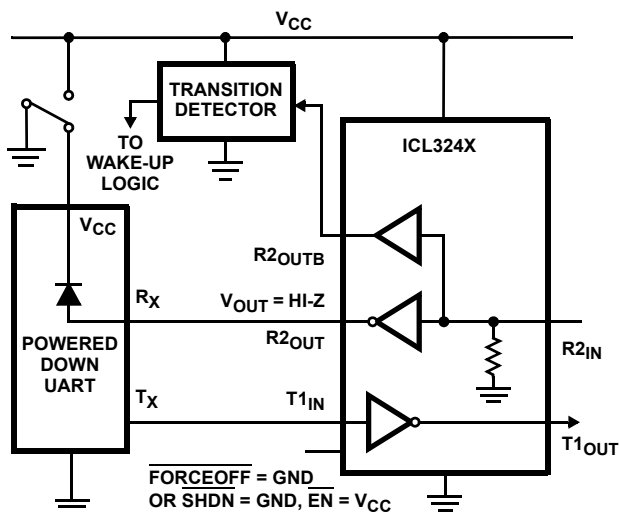 VCC
TRANSITION
DETECTOR
TO
WAKE-UP
LOGIC
ICL324X
VCC
R2OUTB
RX
VOUT = HI-Z
POWERED
DOWN
UART
R2OUT
R2IN
TX
T1IN
T1OUT
FORCEOFF = GND
OR SHDN = GND, EN = VCC